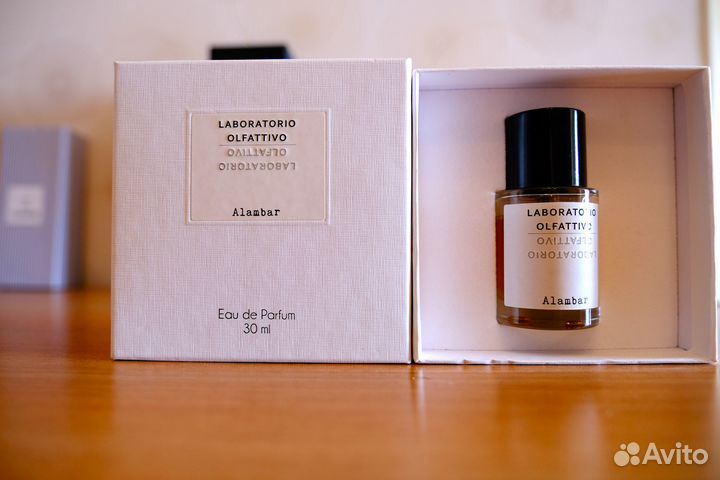 LABORATORIO
OLFATTIVO
OLFATTIVO
LABORATORIO
Alambar
Eau de Parfum
30 ml
LABORATORIO
OLFATTIVO
OLFATTIVO
LABORATORIO
Alambar
Avito